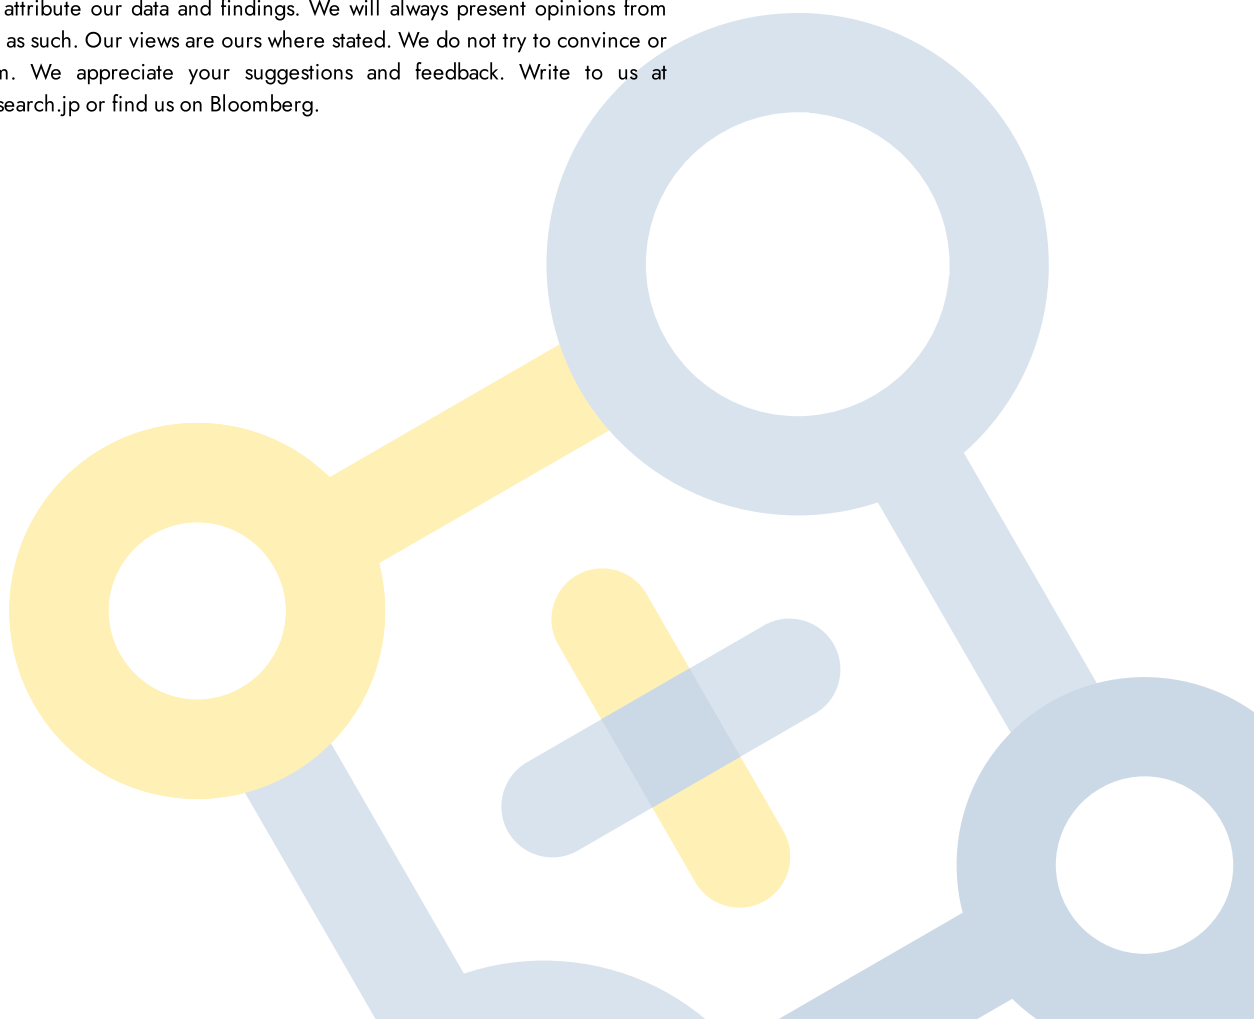 attribute our data and findings. We will always present opinions from
as such. Our views are ours where stated. We do not try to convince or
We appreciate your suggestions and feedback. Write to us at
search.jp or find us on Bloomberg.